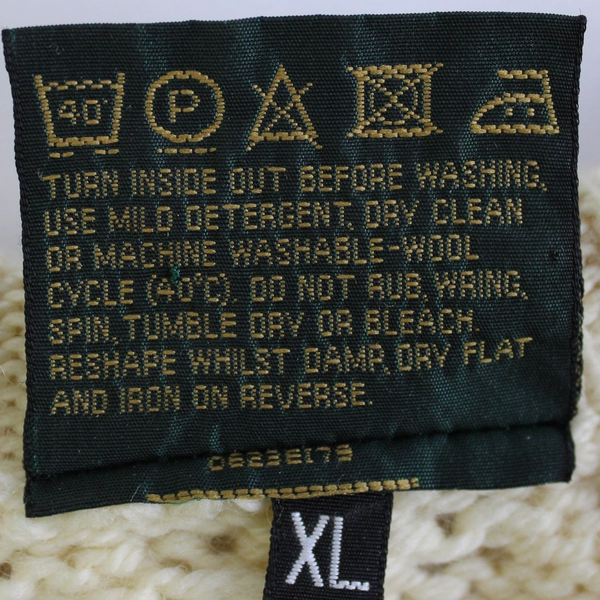 40°
P
TURN INSIDE OUT BEFORE WASHING,
USE MILD DETERGENT, DRY CLEAN
OR MACHINE WASHABLE-WOOL
CYCLE (40°C). DO NOT RUB, WRING,
SPIN, TUMBLE DRY OR BLEACH.
RESHAPE WHILST DAMP, DRY FLAT
AND IRON ON REVERSE.
XL